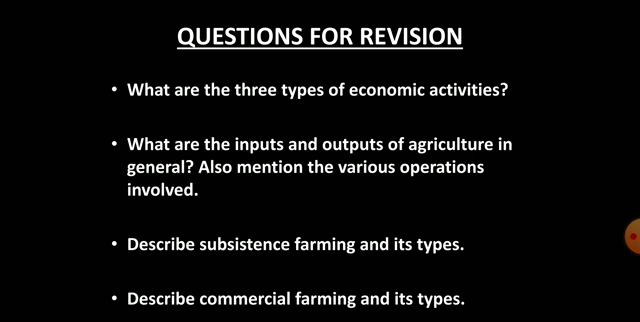 QUESTIONS FOR REVISION
• What are the three types of economic activities?
• What are the inputs and outputs of agriculture in
general? Also mention the various operations
involved.
• Describe subsistence farming and its types.
• Describe commercial farming and its types.